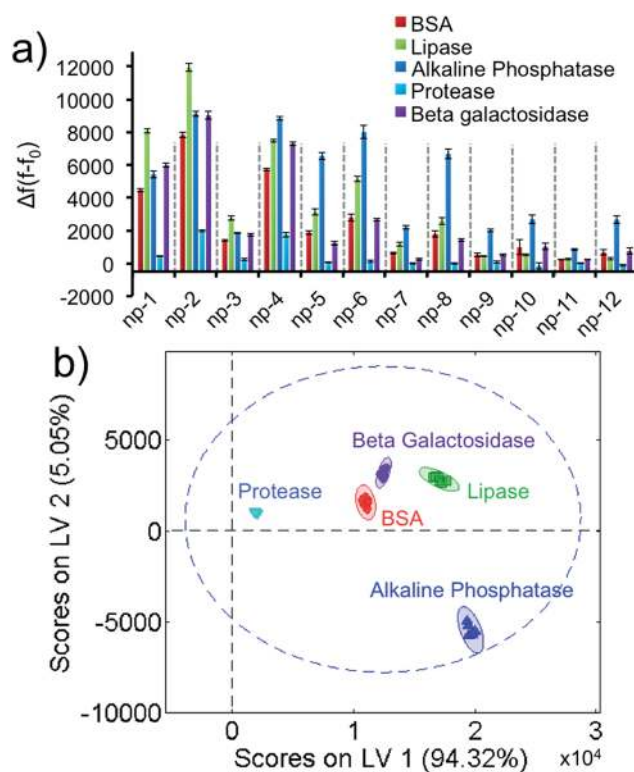 a)
BSA
Lipase
Alkaline Phosphatase
Protease
Beta galactosidase
Δf(f-f₀)
12000
10000
8000
6000
4000
2000
0
-2000
np-1
np-2
np-3
np-4
np-5
np-6
np-7
np-8
np-9
np-10
np-11
np-12
b)
Scores on LV 2 (5.05%)
5000
0
-5000
-10000
Beta Galactosidase
Protease
Lipase
BSA
Alkaline Phosphatase
0 1 2 3
Scores on LV 1 (94.32%) x10⁴